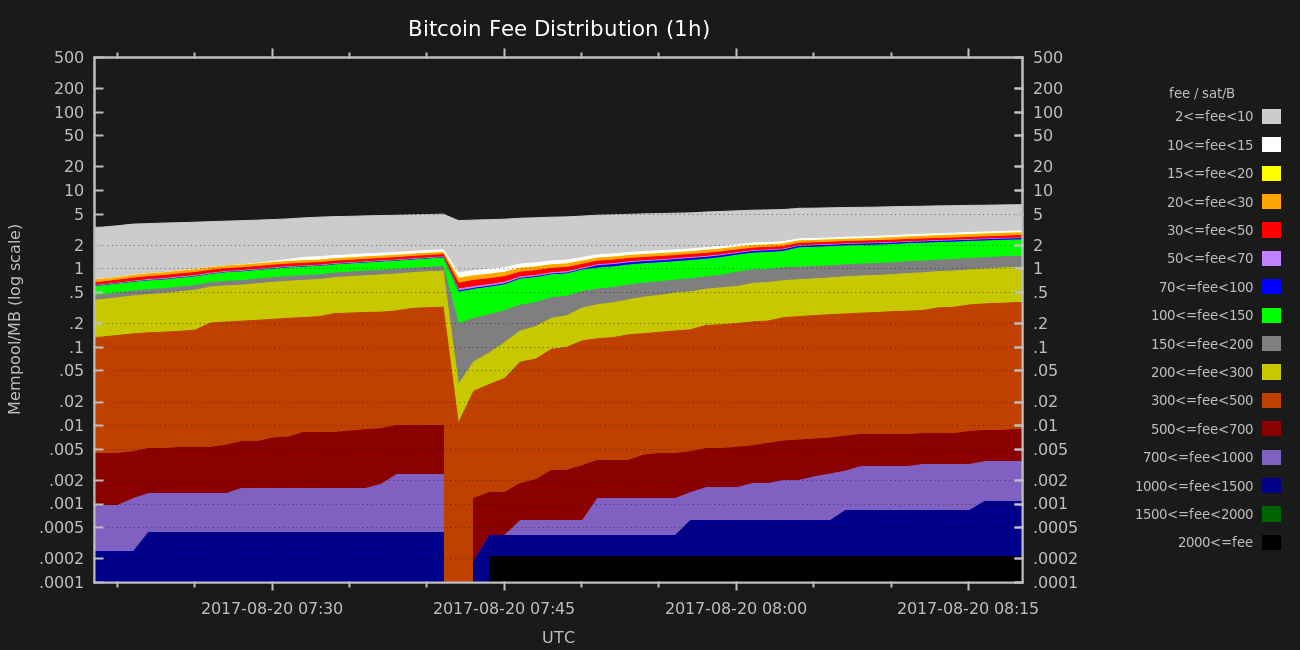 Bitcoin Fee Distribution (1h)
500
200
100
50
20
10
5
2
1
.5
.2
.1
.05
.02
.01
.005
.002
.001
.0005
.0002
.0001
Mempool/MB (log scale)
500
200
100
50
20
10
5
2
1
.5
.2
.1
.05
.02
.01
.005
.002
.001
.0005
.0002
.0001
2017-08-20 07:30
2017-08-20 07:45
2017-08-20 08:00
2017-08-20 08:15
UTC
fee / sat/B
2<=fee<10
10<=fee<15
15<=fee<20
20<=fee<30
30<=fee<50
50<=fee<70
70<=fee<100
100<=fee<150
150<=fee<200
200<=fee<300
300<=fee<500
500<=fee<700
700<=fee<1000
1000<=fee<1500
1500<=fee<2000
2000<=fee